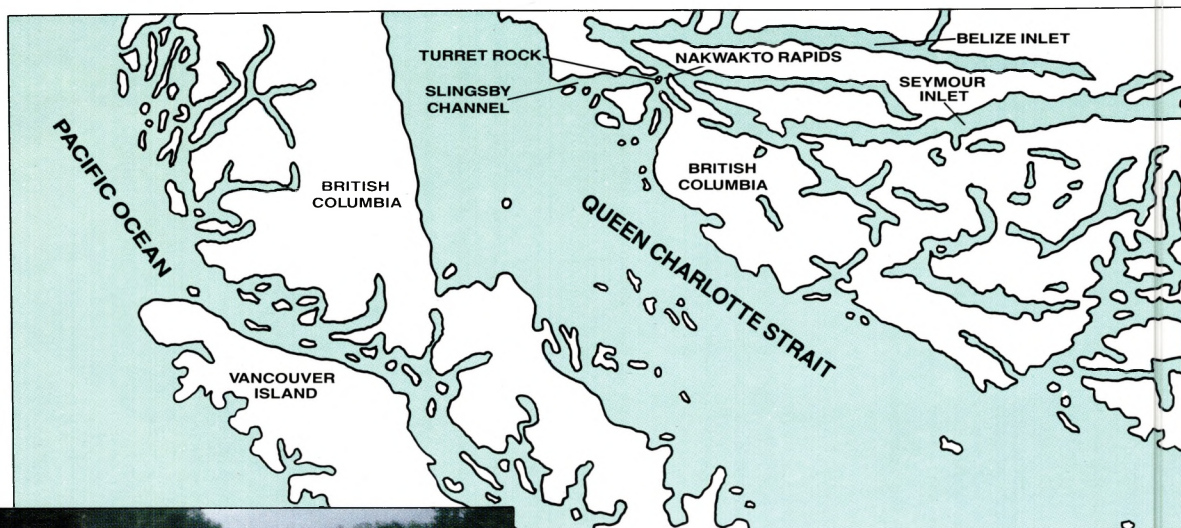 PACIFIC OCEAN
BRITISH
COLUMBIA
VANCOUVER
ISLAND
TURRET ROCK
SLINGSBY
CHANNEL
NAKWAKTO RAPIDS
BELIZE INLET
SEYMOUR
INLET
BRITISH
COLUMBIA
QUEEN CHARLOTTE STRAIT